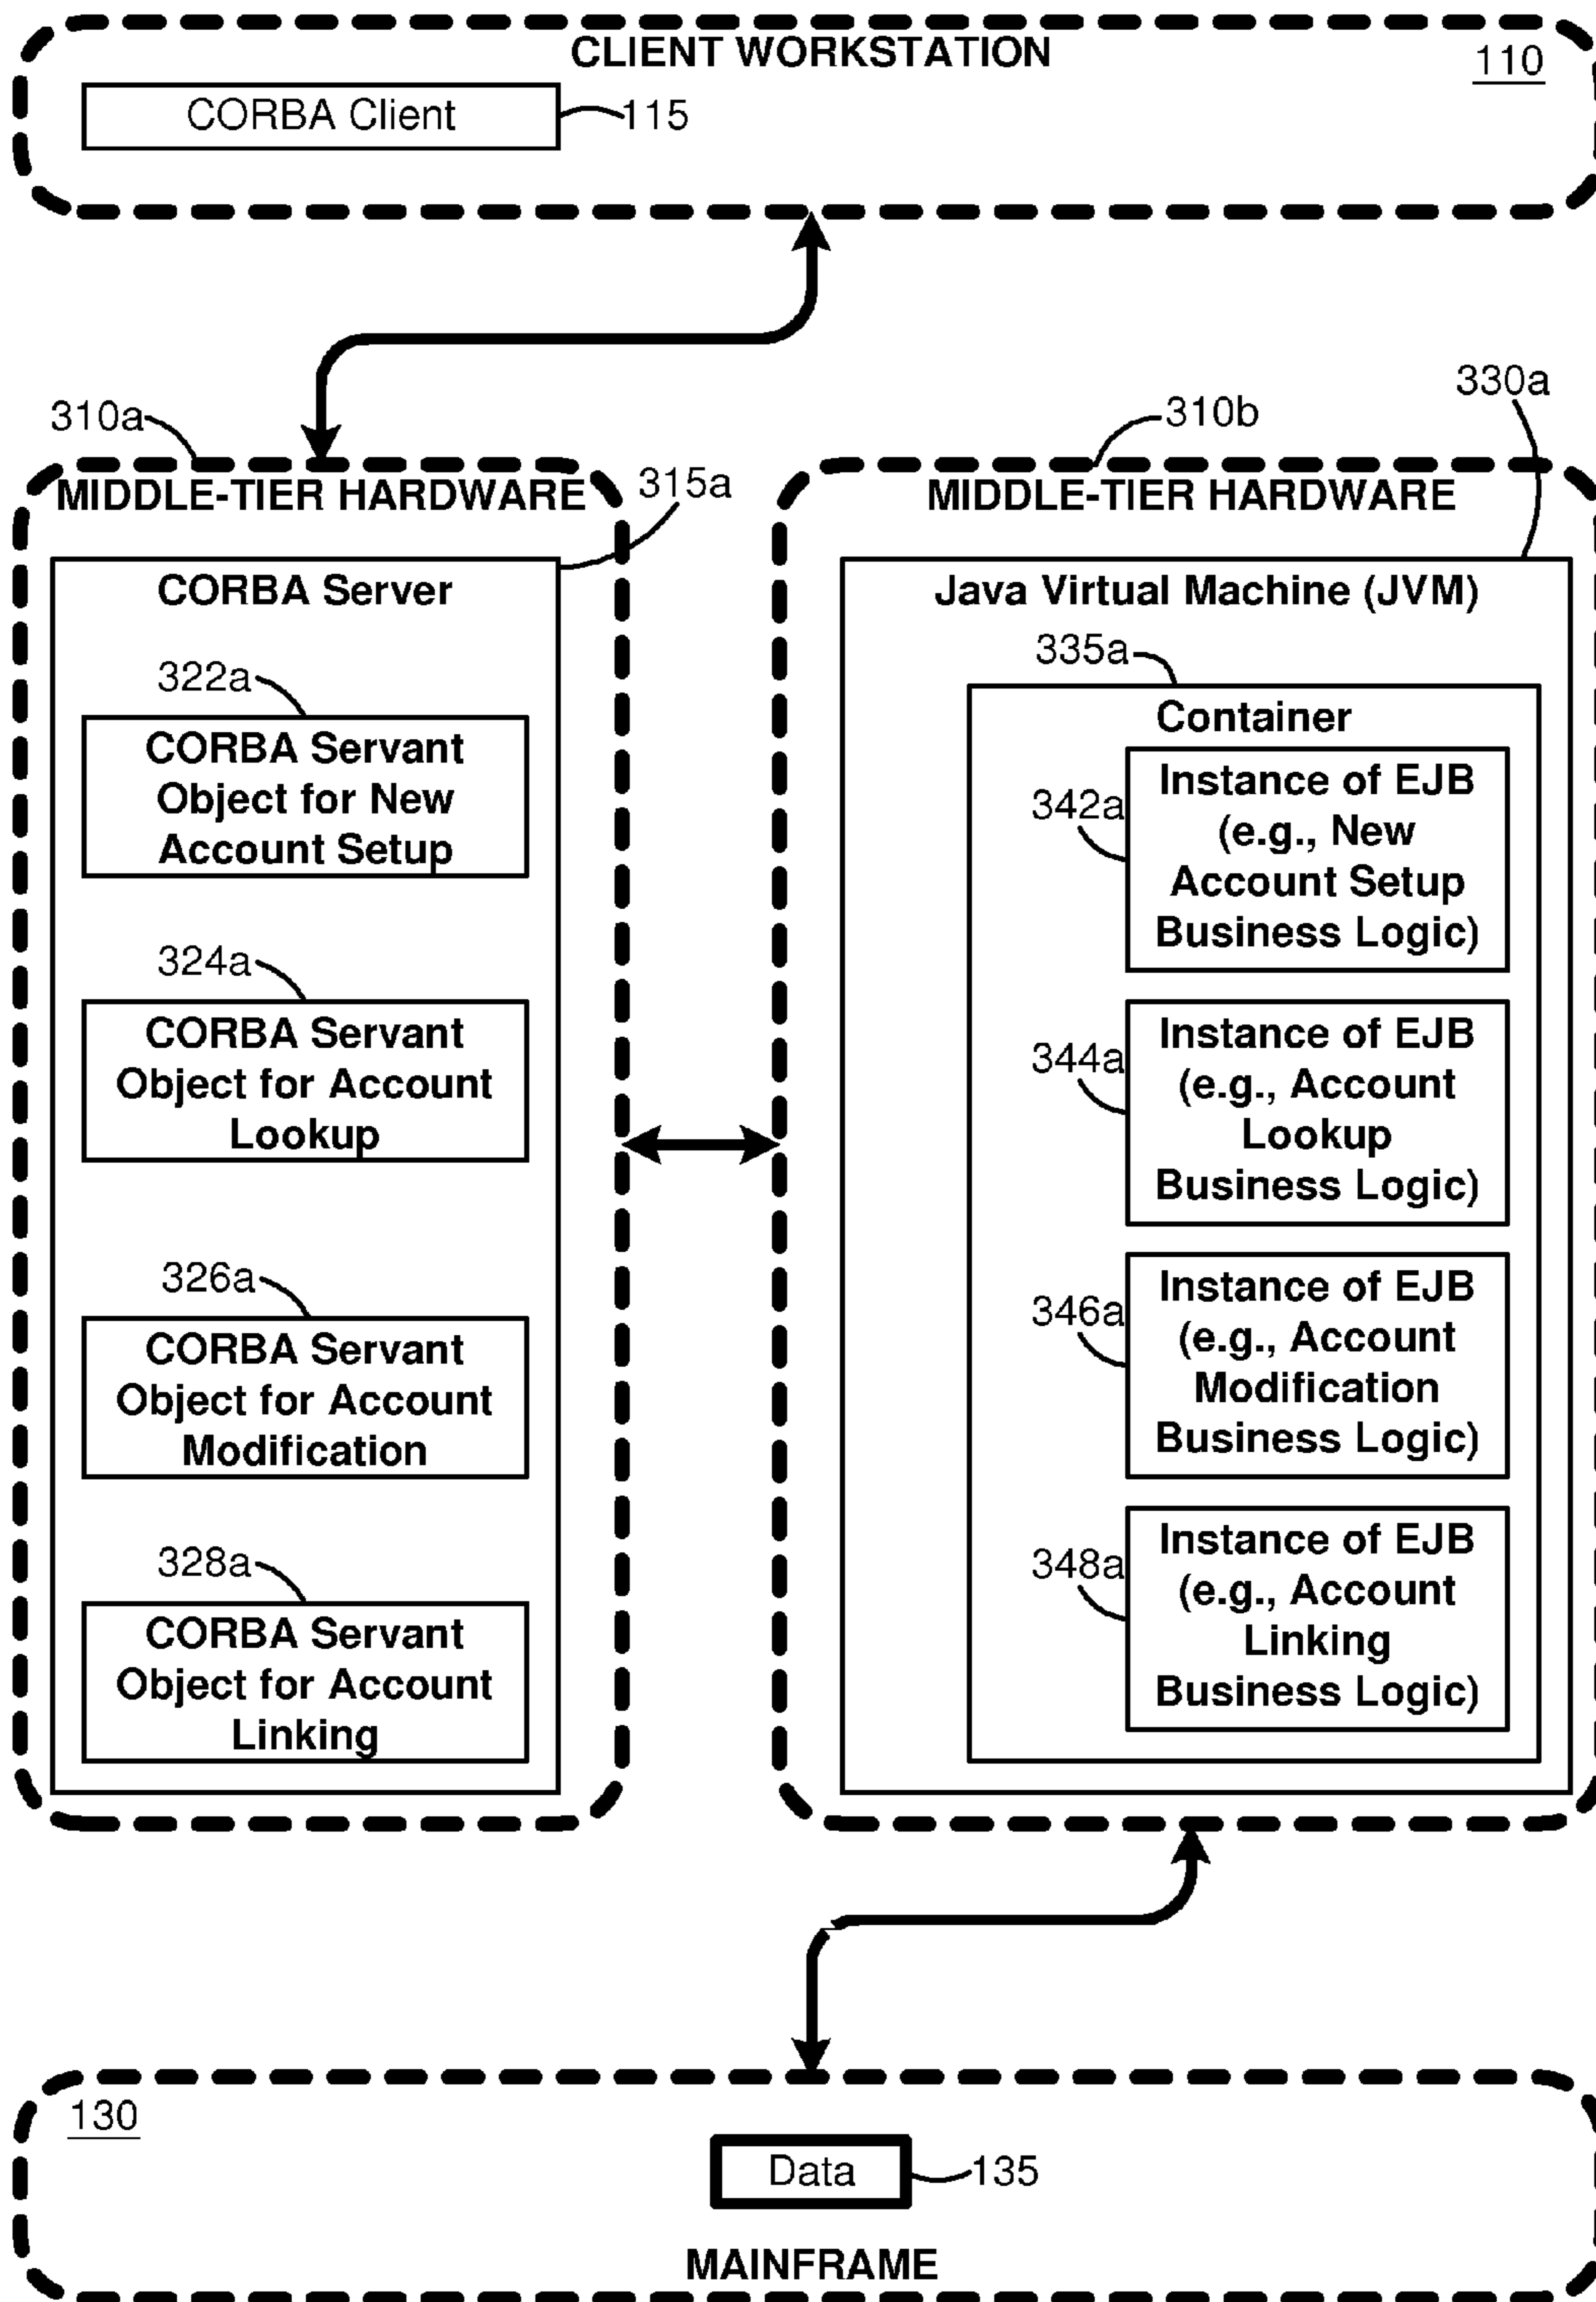 CLIENT WORKSTATION
110
CORBA Client
115
310a
MIDDLE-TIER HARDWARE
315a
CORBA Server
322a
CORBA Servant
Object for New
Account Setup
324a
CORBA Servant
Object for Account
Lookup
326a
CORBA Servant
Object for Account
Modification
328a
CORBA Servant
Object for Account
Linking
310b
330a
MIDDLE-TIER HARDWARE
Java Virtual Machine (JVM)
335a
Container
342a
Instance of EJB
(e.g., New
Account Setup
Business Logic)
344a
Instance of EJB
(e.g., Account
Lookup
Business Logic)
346a
Instance of EJB
(e.g., Account
Modification
Business Logic)
348a
Instance of EJB
(e.g., Account
Linking
Business Logic)
130
Data
135
MAINFRAME